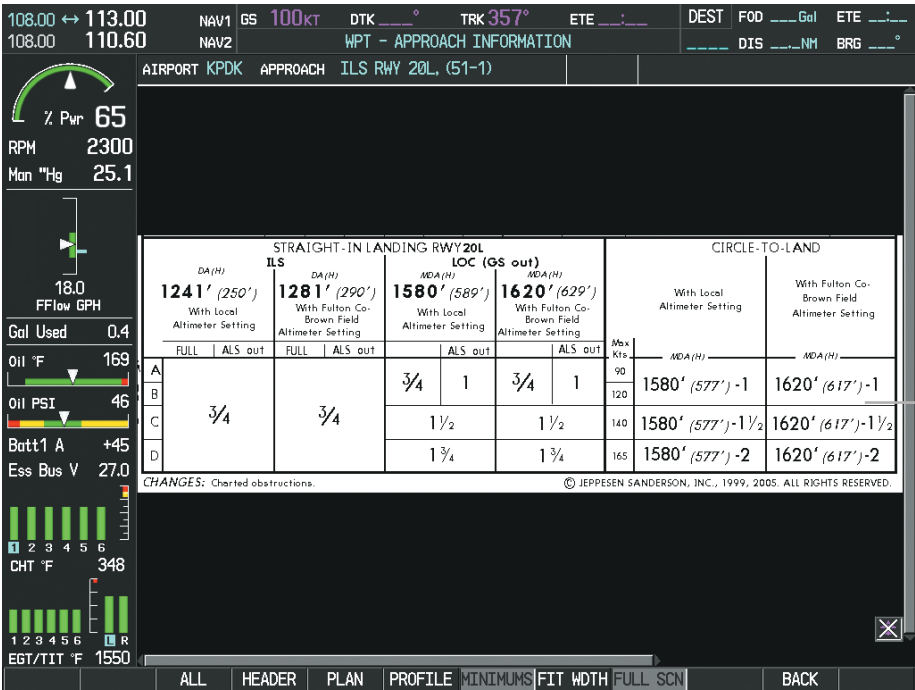 108.00 ↔ 113.00 NAV1 GS 100KT DTK ___° TRK 357° ETE __:__ DEST FOD ___Gal ETE __:__
108.00 110.60 NAV2 WPT - APPROACH INFORMATION ____ DIS __._NM BRG ___°
AIRPORT KPDK APPROACH ILS RWY 20L, (51-1)
% Pwr 65
RPM 2300
Man "Hg 25.1
18.0
FFlow GPH
Gal Used 0.4
Oil °F 169
Oil PSI 46
Batt1 A +45
Ess Bus V 27.0
1 2 3 4 5 6
CHT °F 348
1 2 3 4 5 6 L R
EGT/TIT °F 1550
STRAIGHT-IN LANDING RWY 20L CIRCLE-TO-LAND
ILS LOC (GS out)
DA(H) DA(H) MDA(H) MDA(H)
1241' (250') 1281' (290') 1580' (589') 1620' (629')
With Local Altimeter Setting
With Fulton Co-Brown Field Altimeter Setting
With Local Altimeter Setting
With Fulton Co-Brown Field Altimeter Setting
With Local Altimeter Setting
With Fulton Co-Brown Field Altimeter Setting
FULL ALS out FULL ALS out ALS out ALS out Max Kts. MDA(H) MDA(H)
A 3/4 1 3/4 1 90 1580' (577') -1 1620' (617') -1
B 120
C 3/4 3/4 1 1/2 1 1/2 140 1580' (577') -1 1/2 1620' (617') -1 1/2
D 1 3/4 1 3/4 165 1580' (577') -2 1620' (617') -2
CHANGES: Charted obstructions. © JEPPESEN SANDERSON, INC., 1999, 2005. ALL RIGHTS RESERVED.
ALL HEADER PLAN PROFILE MINIMUMS FIT WDTH FULL SCN BACK